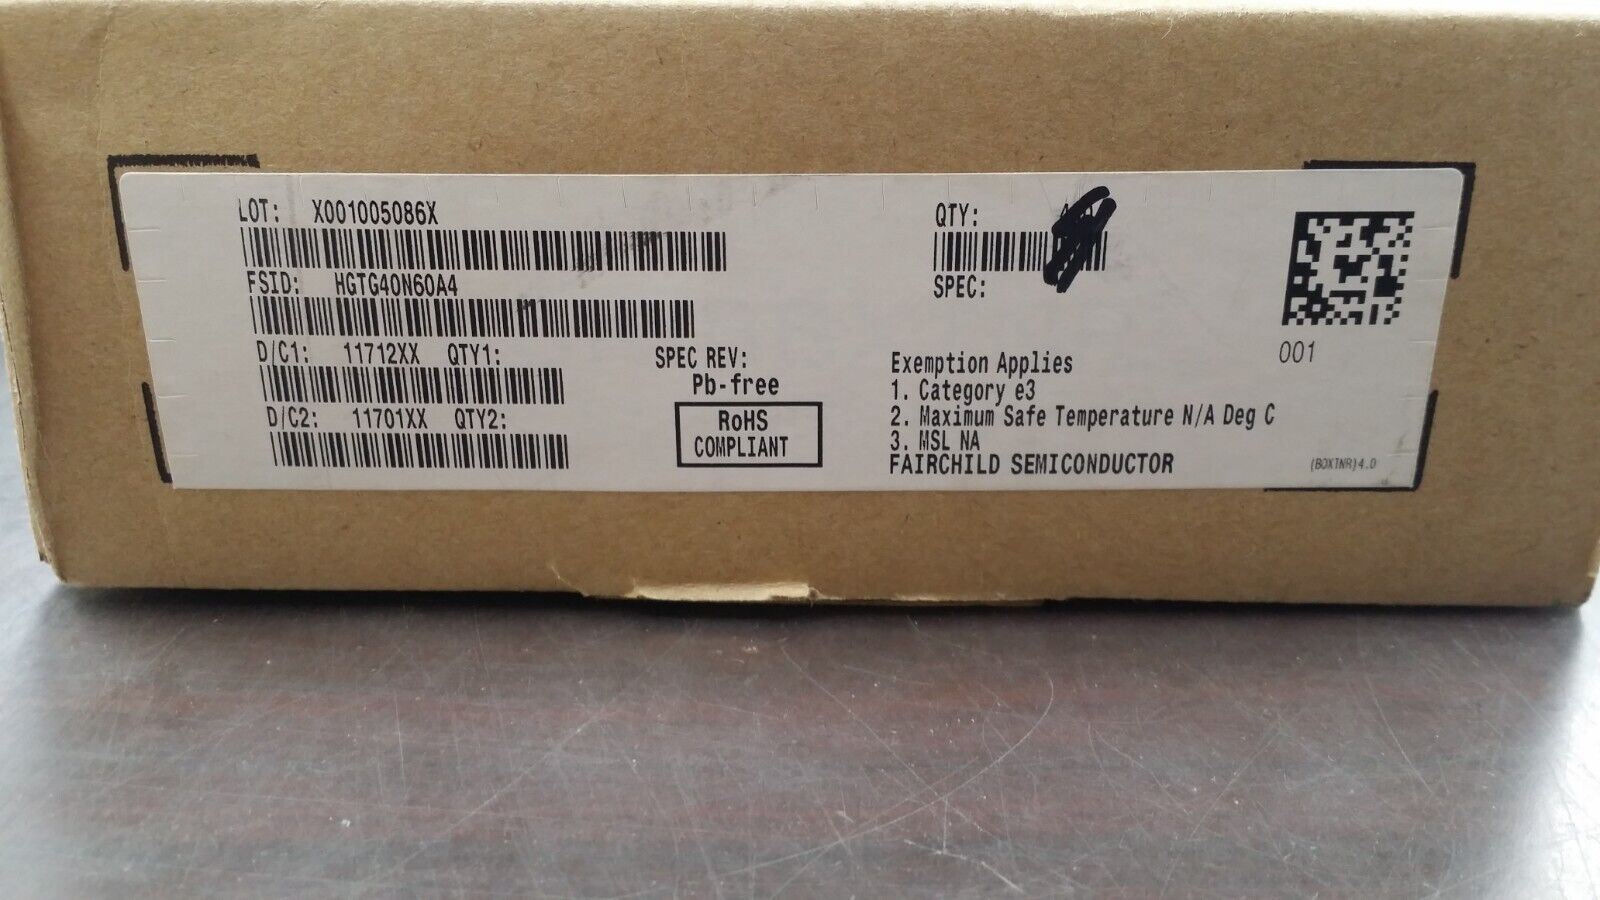 LOT: X001005086X
QTY:
FSID: HGTG40N60A4
SPEC:
D/C1: 11712XX QTY1:
SPEC REV:
D/C2: 11701XX QTY2:
Pb-free
RoHS
COMPLIANT
Exemption Applies
1. Category e3
2. Maximum Safe Temperature N/A Deg C
3. MSL NA
FAIRCHILD SEMICONDUCTOR
001
(BOXTNR)4.0